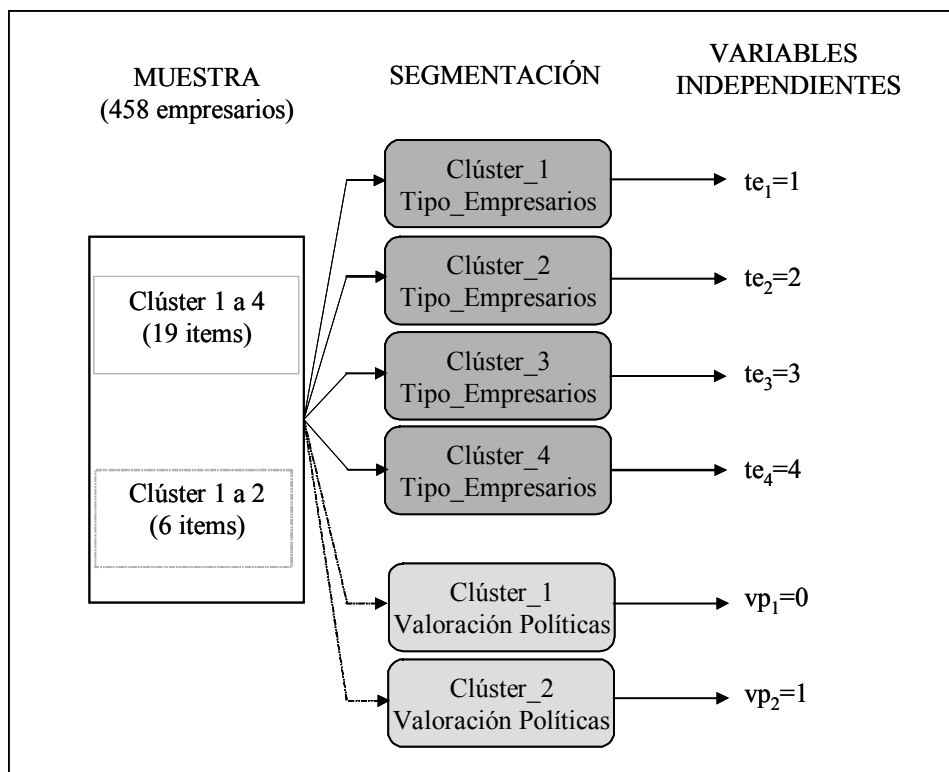 MUESTRA
(458 empresarios)
SEGMENTACIÓN
VARIABLES
INDEPENDIENTES
Clúster 1 a 4
(19 items)
Clúster 1 a 2
(6 items)
Clúster_1
Tipo_Empresarios
te₁=1
Clúster_2
Tipo_Empresarios
te₂=2
Clúster_3
Tipo_Empresarios
te₃=3
Clúster_4
Tipo_Empresarios
te₄=4
Clúster_1
Valoración Políticas
vp₁=0
Clúster_2
Valoración Políticas
vp₂=1